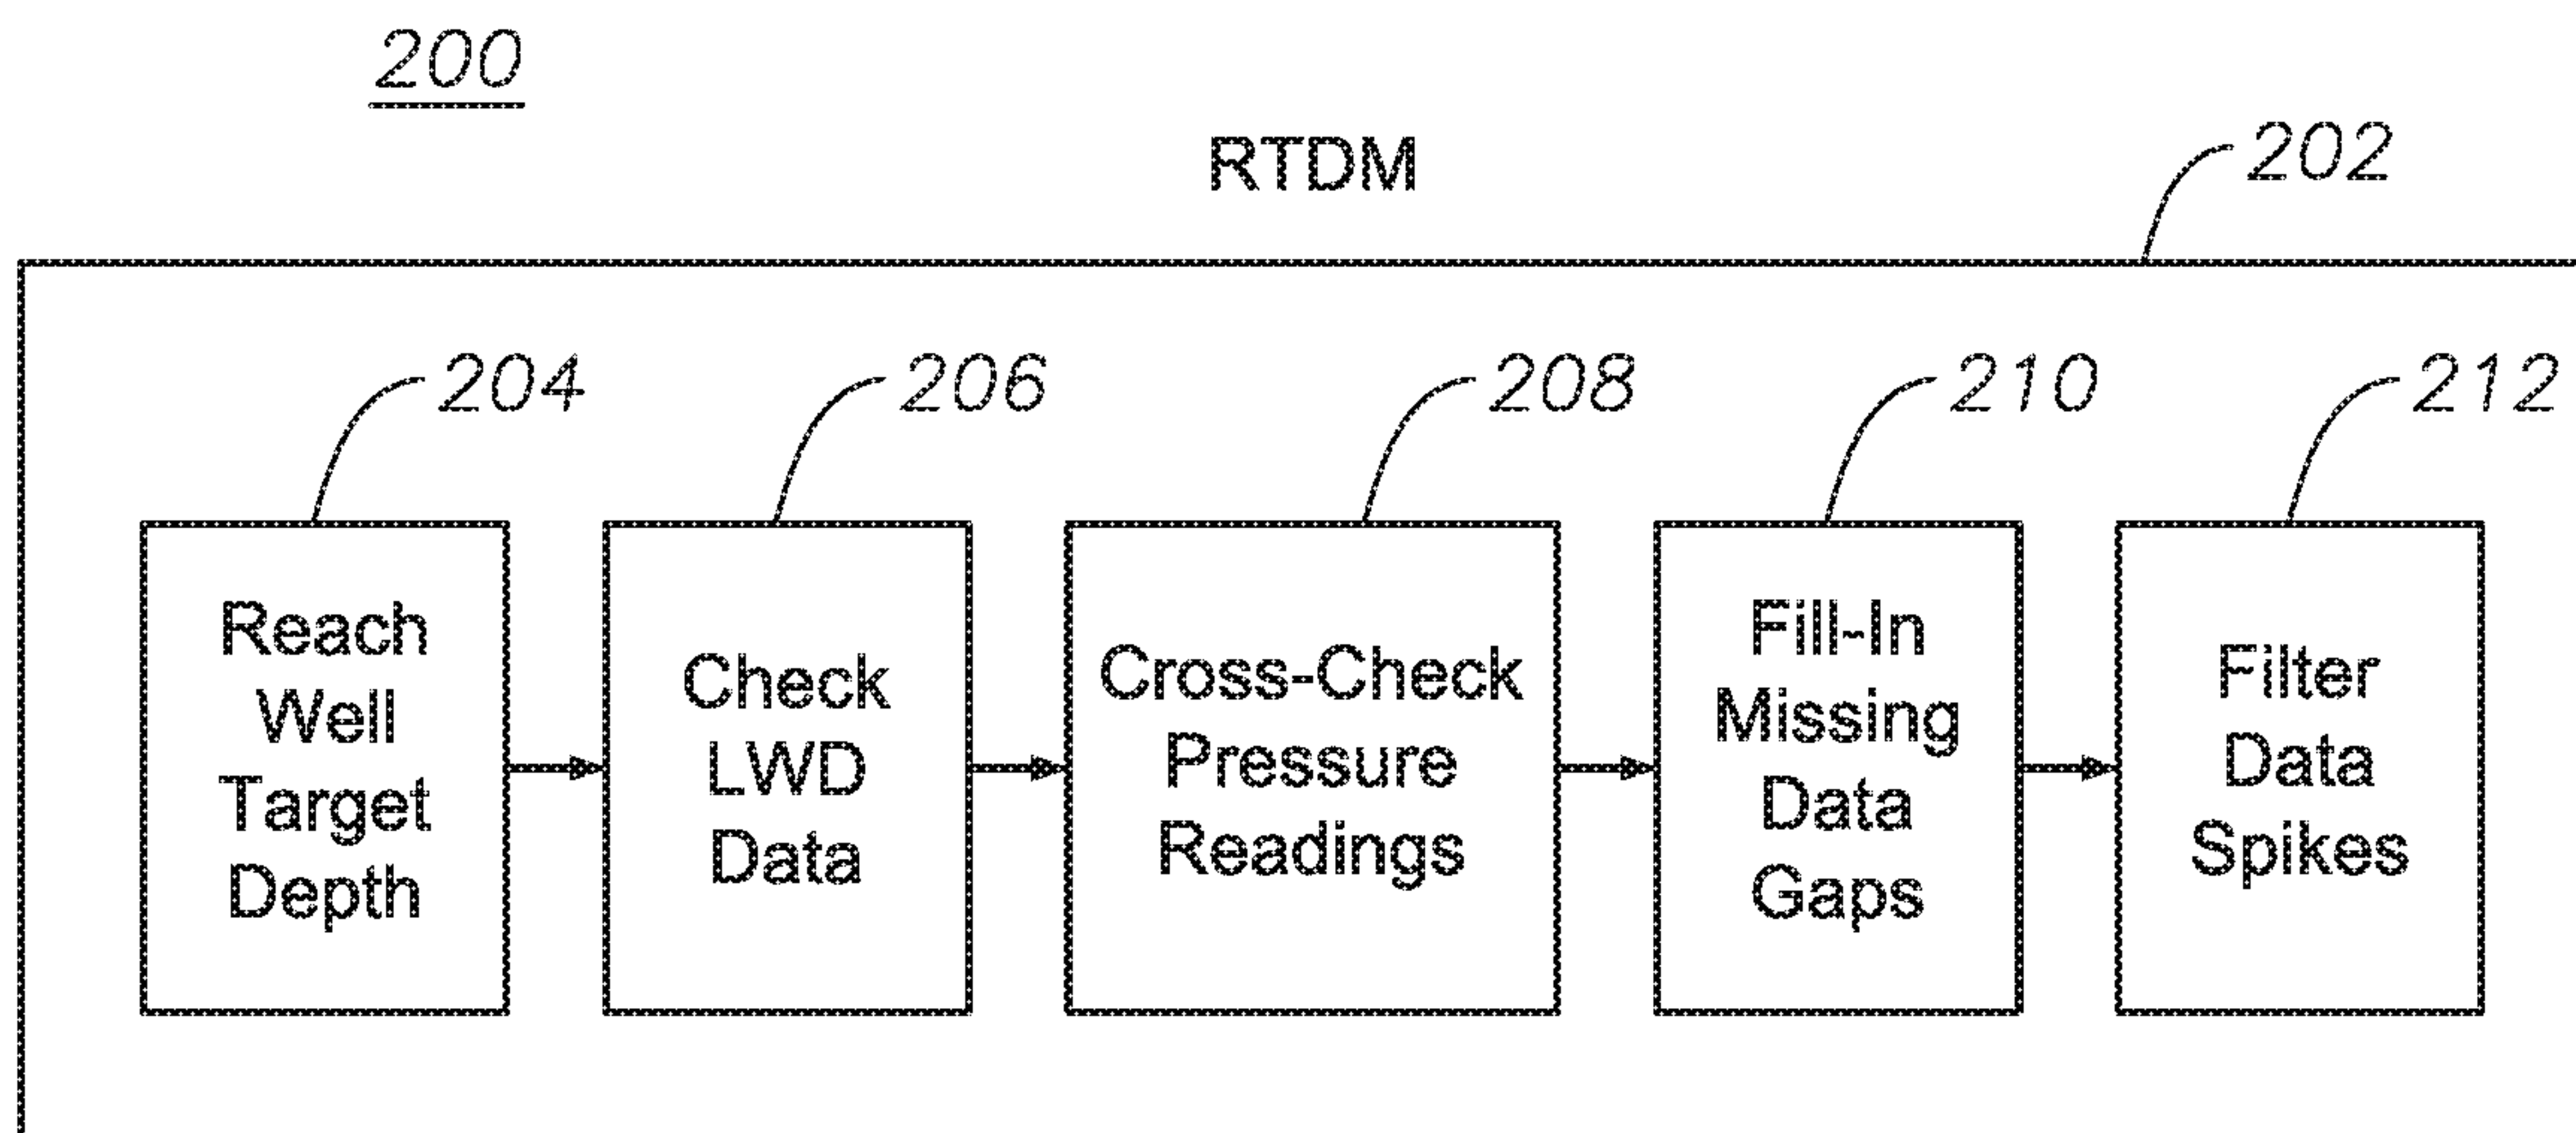 200
RTDM
202
204
206
208
210
212
Reach
Well
Target
Depth
Check
LWD
Data
Cross-Check
Pressure
Readings
Fill-In
Missing
Data
Gaps
Filter
Data
Spikes